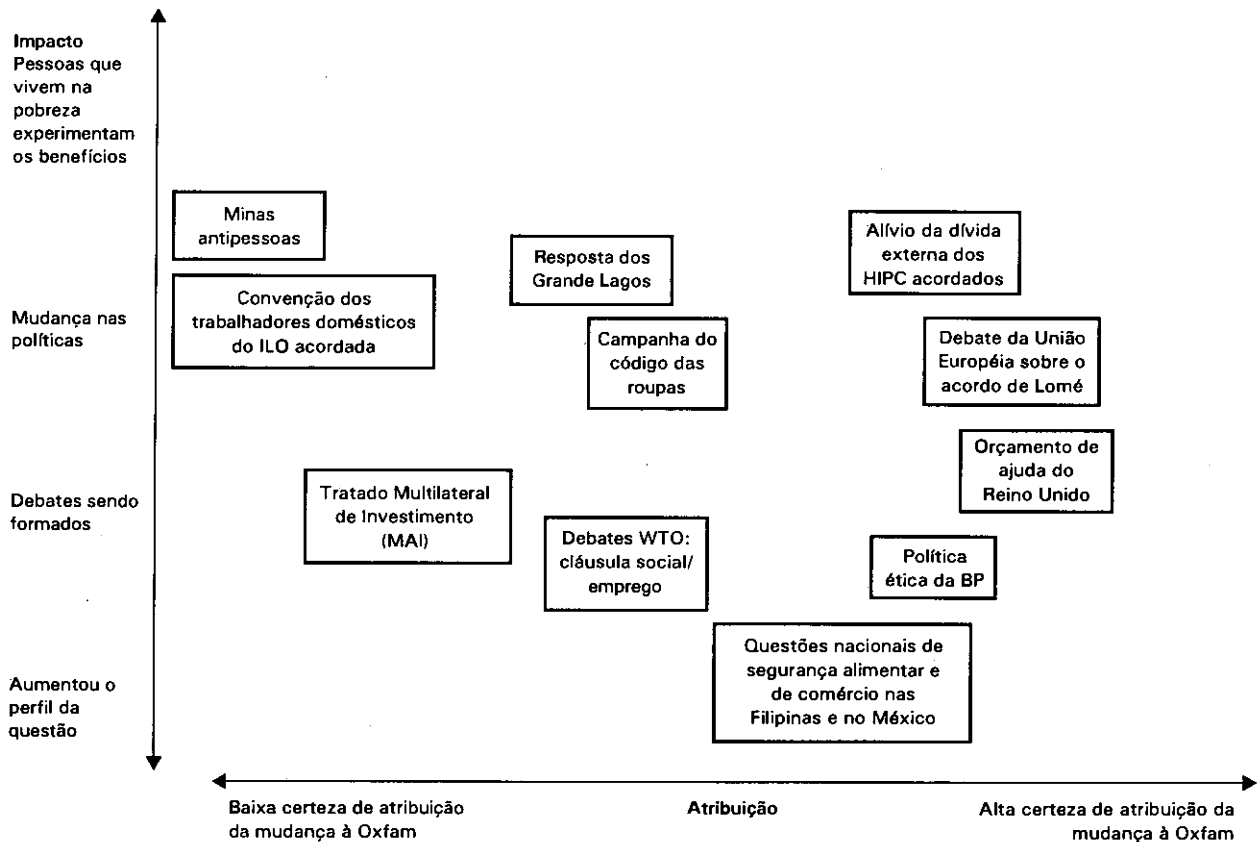 Impacto
Pessoas que
vivem na
pobreza
experimentam
os benefícios
Minas
antipessoas
Resposta dos
Grande Lagos
Alívio da dívida
externa dos
HIPC acordados
Mudança nas
políticas
Convenção dos
trabalhadores domésticos
do ILO acordada
Campanha do
código das
roupas
Debate da União
Européia sobre o
acordo de Lomé
Orçamento de
ajuda do
Reino Unido
Debates sendo
formados
Tratado Multilateral
de Investimento
(MAI)
Debates WTO:
cláusula social/
emprego
Política
ética da BP
Aumentou o
perfil da
questão
Questões nacionais de
segurança alimentar e
de comércio nas
Filipinas e no México
Baixa certeza de atribuição
da mudança à Oxfam
Atribuição
Alta certeza de atribuição da
mudança à Oxfam